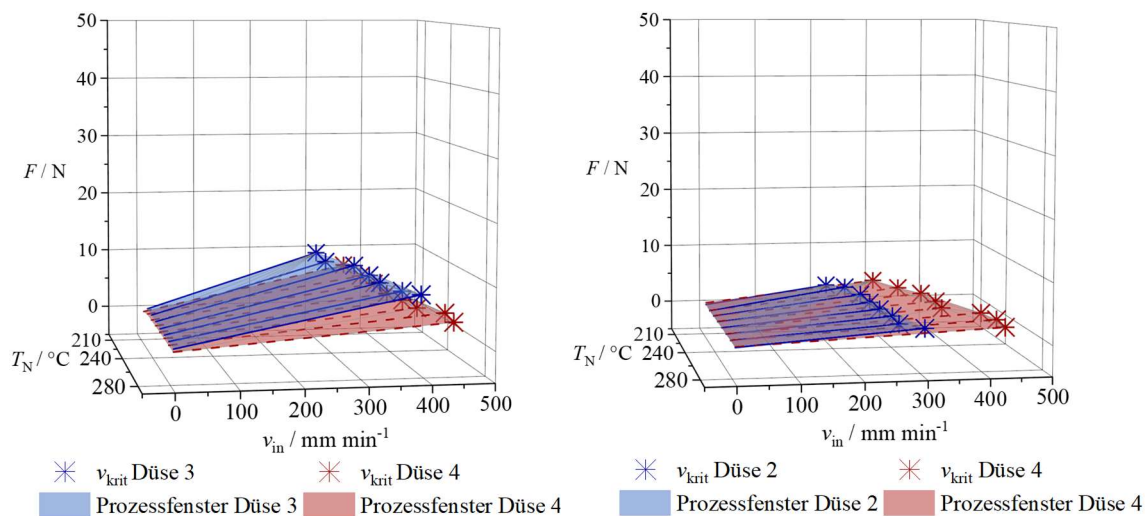 50
40
30
20
10
0
F / N
210
240
280
T_N / °C
0
100
200
300
400
500
v_in / mm min⁻¹
v_krit Düse 3
v_krit Düse 4
Prozessfenster Düse 3
Prozessfenster Düse 4
50
40
30
20
10
0
F / N
210
240
280
T_N / °C
0
100
200
300
400
500
v_in / mm min⁻¹
v_krit Düse 2
v_krit Düse 4
Prozessfenster Düse 2
Prozessfenster Düse 4